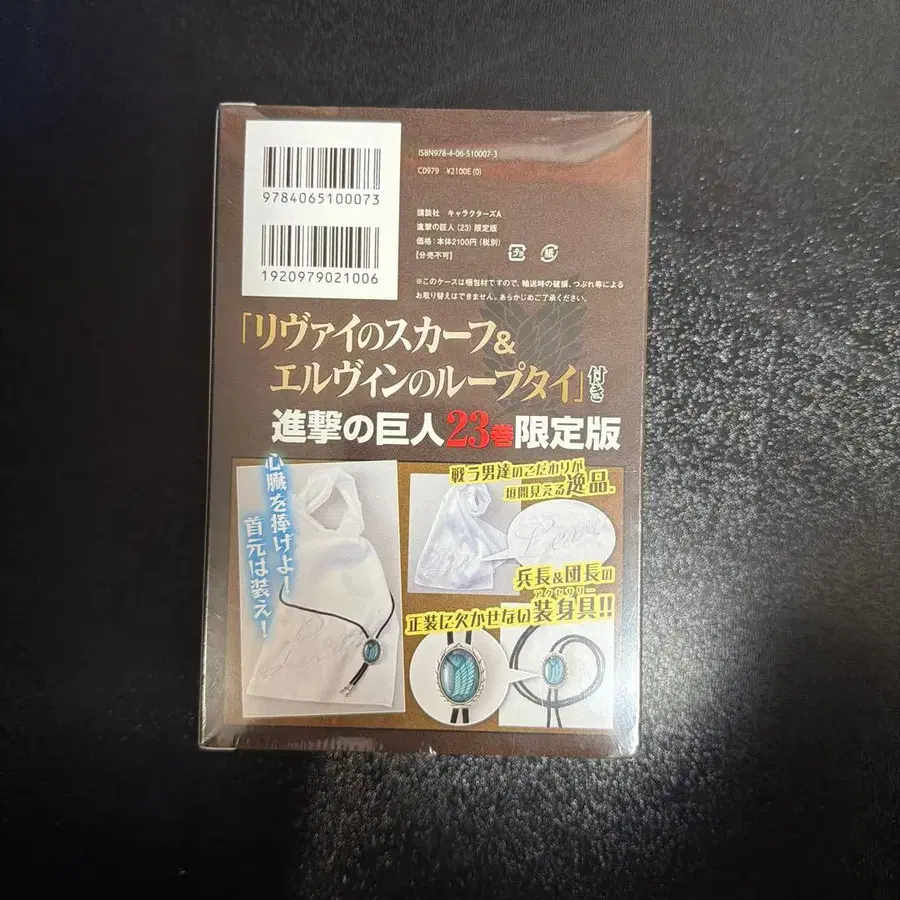 9784065100073
1920979021006
ISBN978-4-06-510007-3
C0979 ¥2100E (0)
講談社 キャラクターズA
進撃の巨人 (23) 限定版
価格：本体2100円 (税別)
【分売不可】
プラ
紙
※このケースは梱包材ですので、輸送時の破損、つぶれ等による
お取り替えはできません。あらかじめご了承ください。
「リヴァイのスカーフ&
エルヴィンのループタイ」付き
進撃の巨人23巻限定版
心臓を捧げよ！
首元は装え！
戦う男達のこだわりが
垣間見える逸品。
兵長&団長の
アクセサリー
正装に欠かせない装身具!!